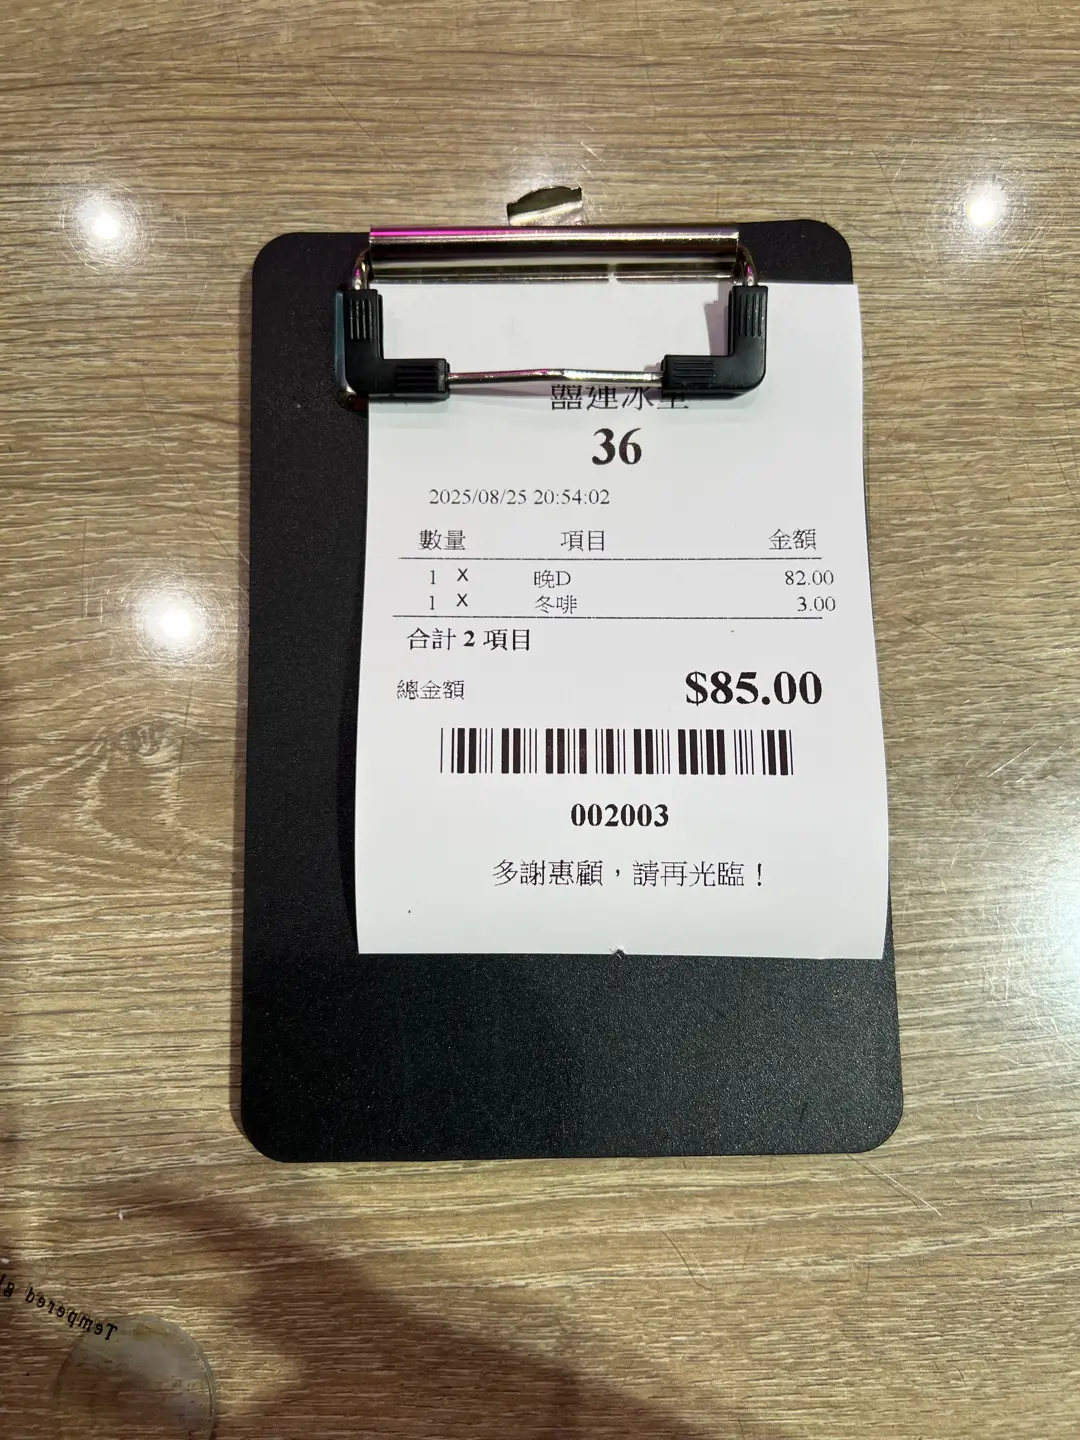 囍運冰室
36
2025/08/25 20:54:02
數量 項目 金額
1 X 晚D 82.00
1 X 冬啡 3.00
合計 2 項目
總金額 $85.00
002003
多謝惠顧，請再光臨！
Tempered gl